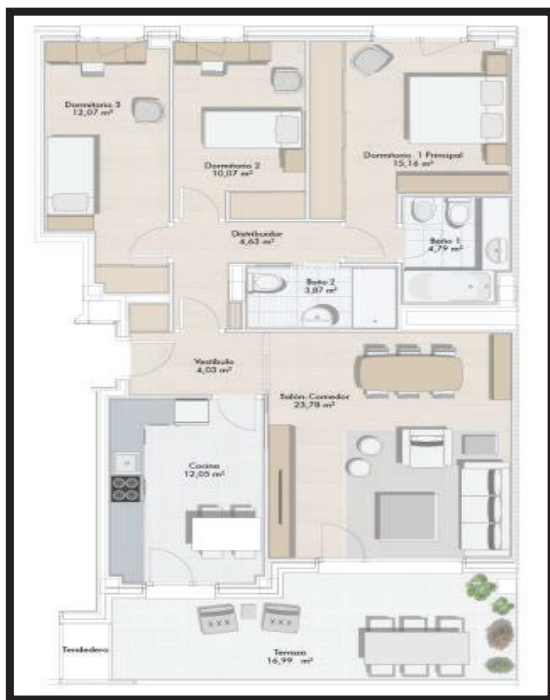 Dormitorio 3
12,07 m²
Dormitorio 2
10,07 m²
Dormitorio 1 Principal
15,16 m²
Distribuidor
4,63 m²
Baño 1
4,79 m²
Baño 2
3,87 m²
Vestíbulo
4,03 m²
Salón-Comedor
23,78 m²
Cocina
12,05 m²
Tendedero
Terraza
16,99 m²